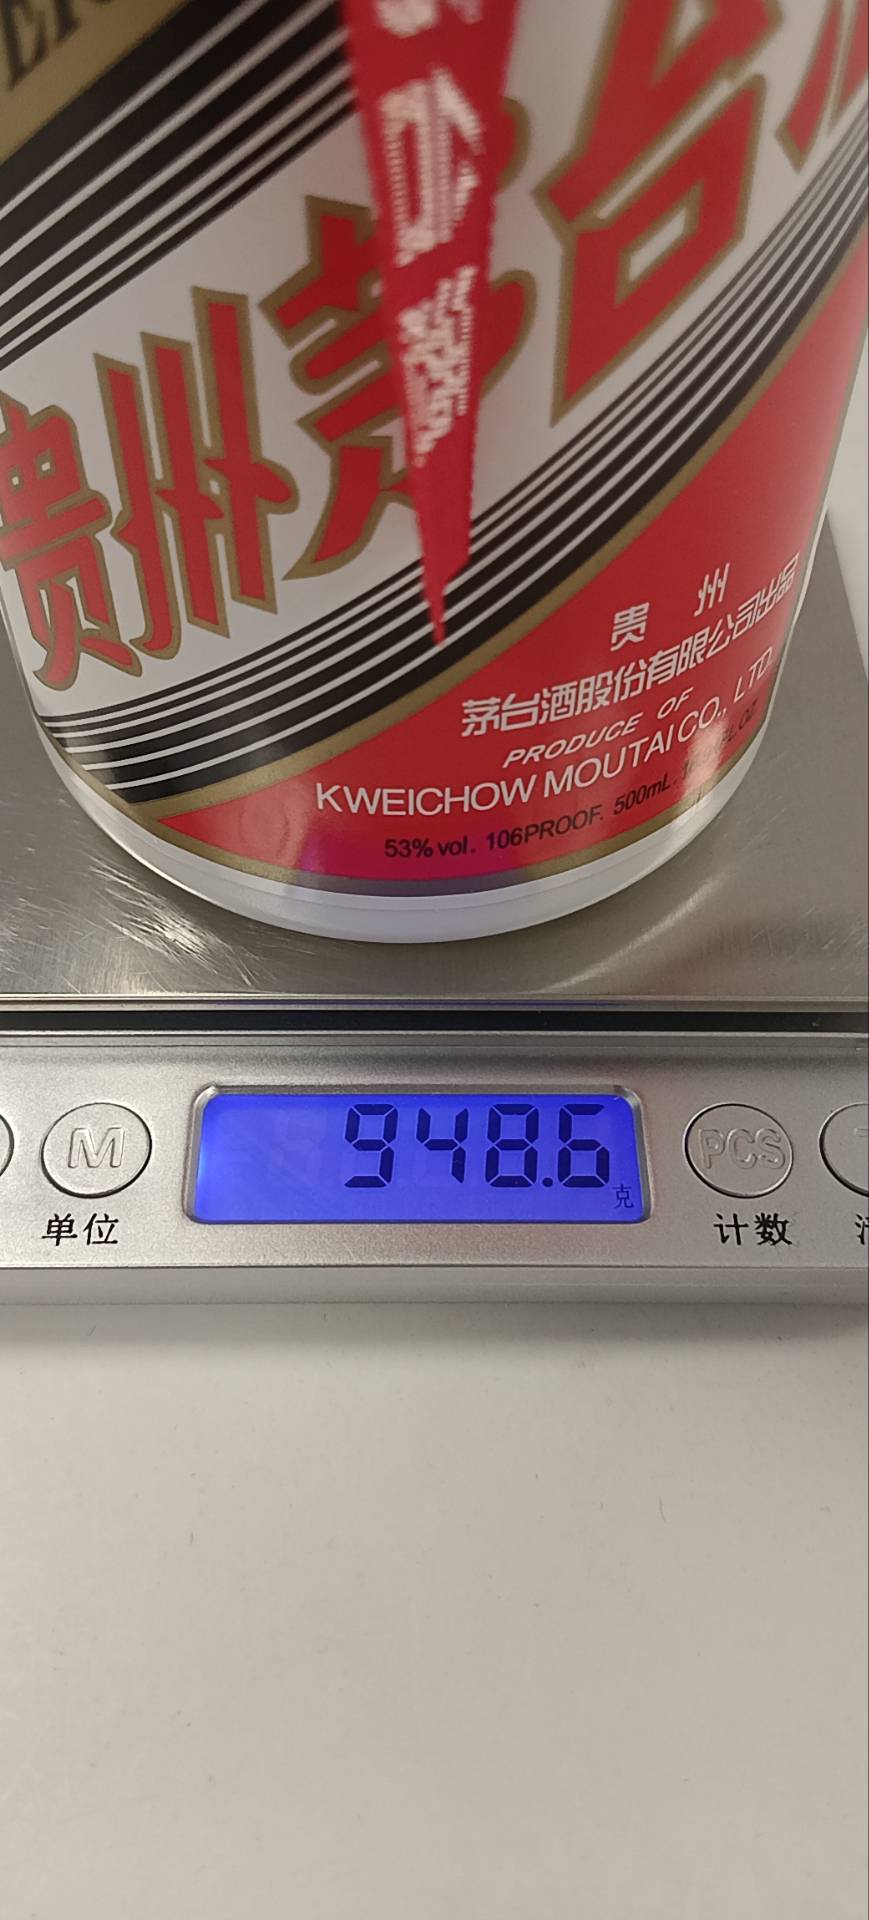 贵州茅台
贵 州
茅台酒股份有限公司出品
PRODUCE OF
KWEICHOW MOUTAI CO., LTD.
53% vol. 106PROOF. 500mL.
948.6
克
M
PCS
单位
计数